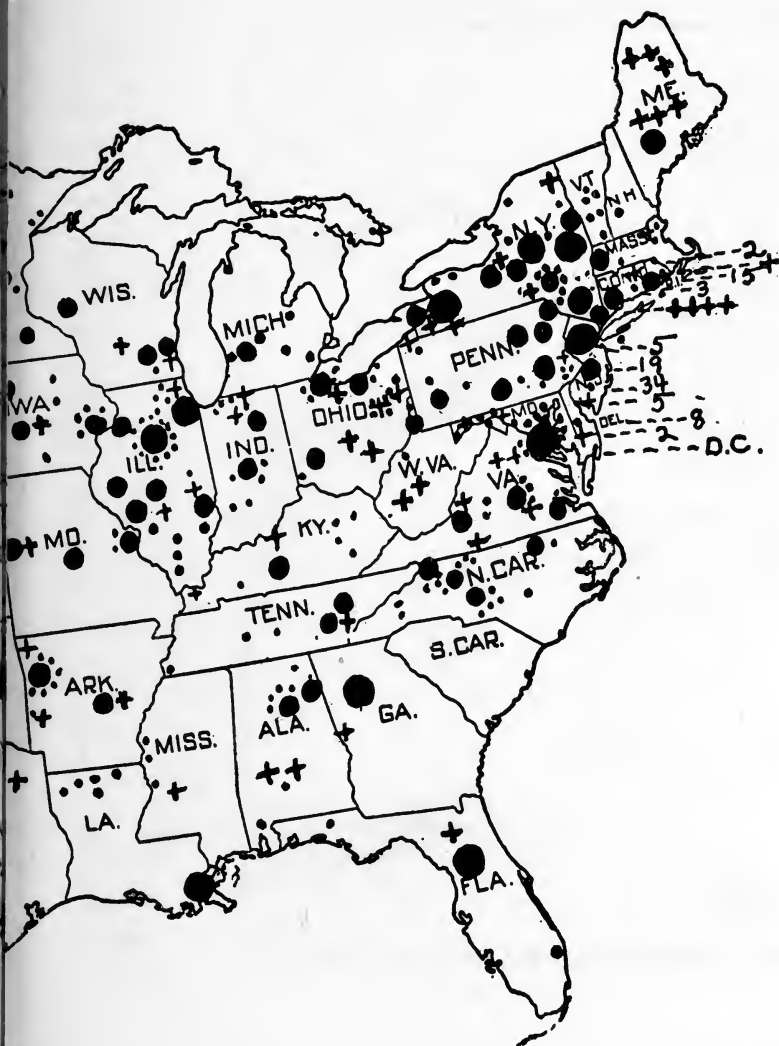 ME.
VT.
N.H.
N.Y.
MASS.
CONN.
R.I.
2
15
3
WIS.
MICH.
PENN.
5
19
N.J.
34
5
WA
ILL.
IND.
OHIO
MD.
DEL.
8
2
D.C.
W.VA.
VA.
MO.
KY.
N.CAR.
TENN.
S.CAR.
ARK.
MISS.
ALA.
GA.
LA.
FLA.